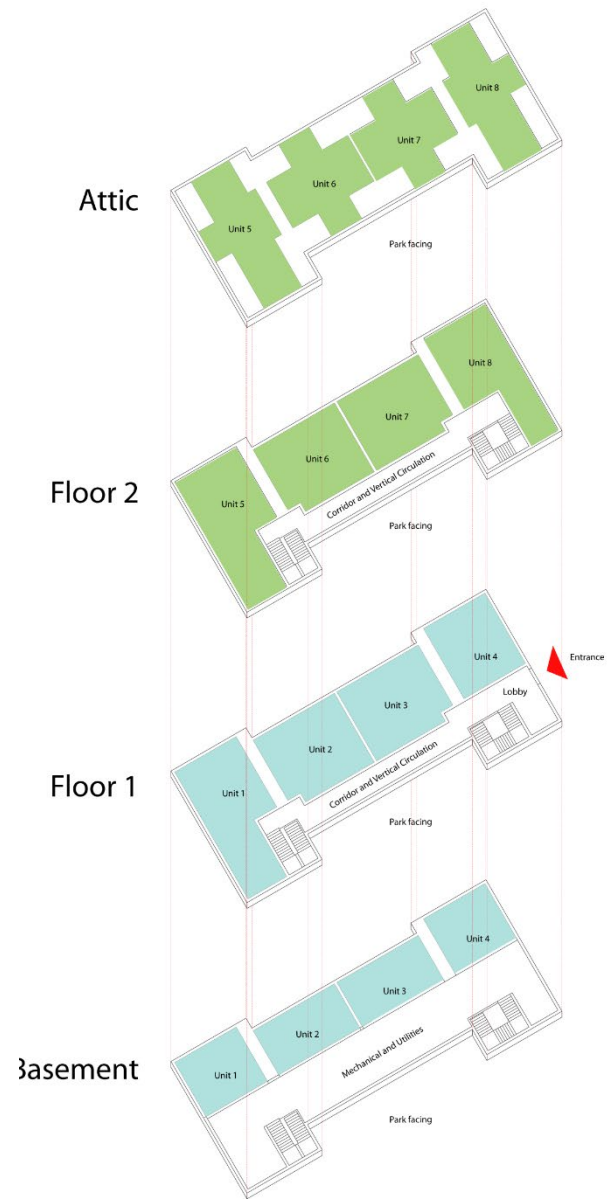 Unit 8
Unit 7
Unit 6
Unit 5
Attic
Park facing
Unit 8
Unit 7
Unit 6
Unit 5
Floor 2
Corridor and Vertical Circulation
Park facing
Entrance
Unit 4
Lobby
Unit 3
Unit 2
Unit 1
Floor 1
Corridor and Vertical Circulation
Park facing
Unit 4
Unit 3
Unit 2
Unit 1
Basement
Mechanical and Utilities
Park facing